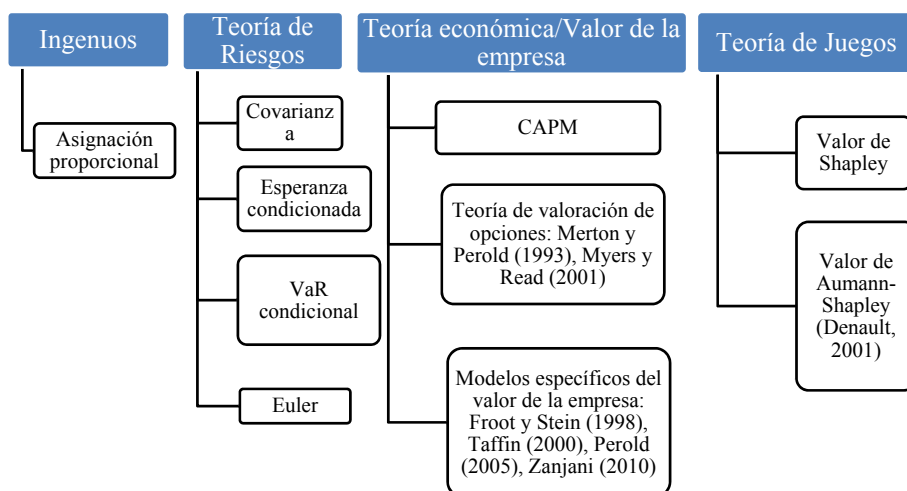 Ingenuos
Asignación
proporcional
Teoría de
Riesgos
Covarianz
a
Esperanza
condicionada
VaR
condicional
Euler
Teoría económica/Valor de la
empresa
CAPM
Teoría de valoración de
opciones: Merton y
Perold (1993), Myers y
Read (2001)
Modelos específicos del
valor de la empresa:
Froot y Stein (1998),
Taffin (2000), Perold
(2005), Zanjani (2010)
Teoría de Juegos
Valor de
Shapley
Valor de
Aumann-
Shapley
(Denault,
2001)